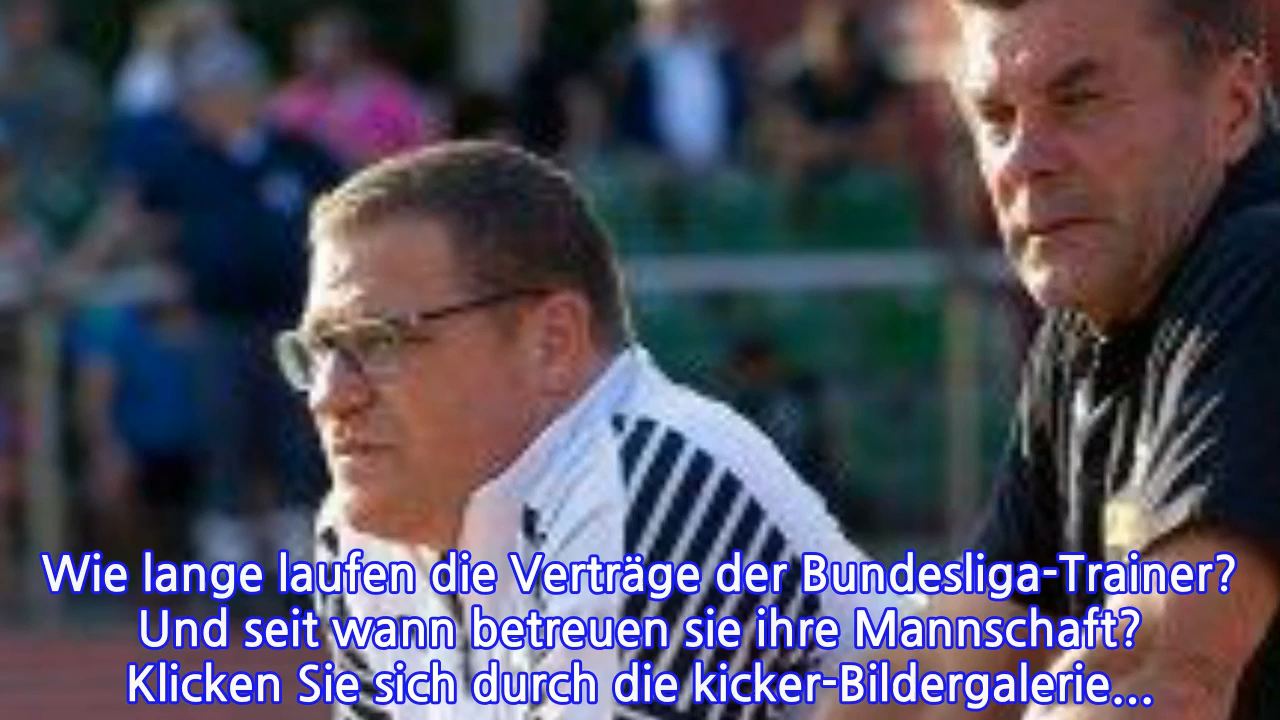 Wie lange laufen die Verträge der Bundesliga-Trainer?
Und seit wann betreuen sie ihre Mannschaft?
Klicken Sie sich durch die kicker-Bildergalerie...